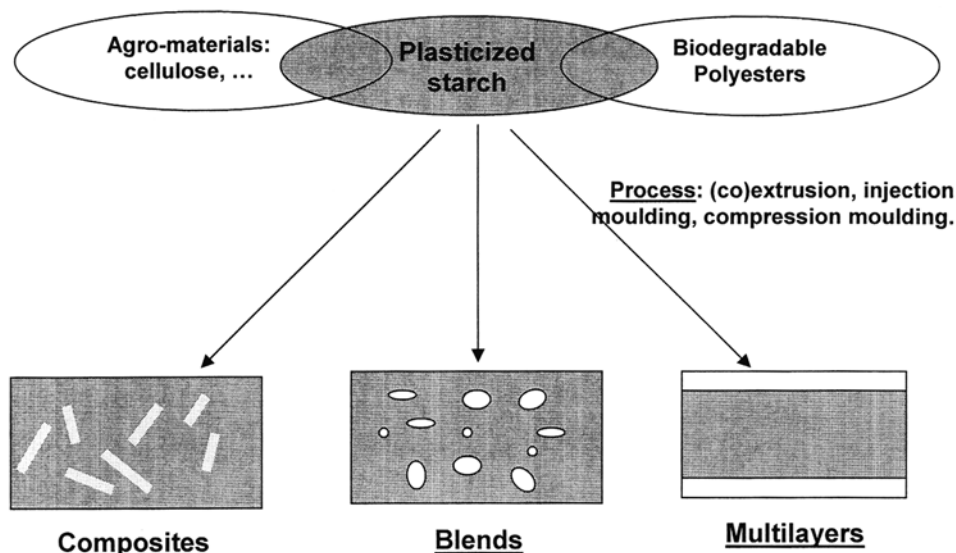 Agro-materials:
cellulose, …
Plasticized
starch
Biodegradable
Polyesters
Process: (co)extrusion, injection
moulding, compression moulding.
Composites
Blends
Multilayers